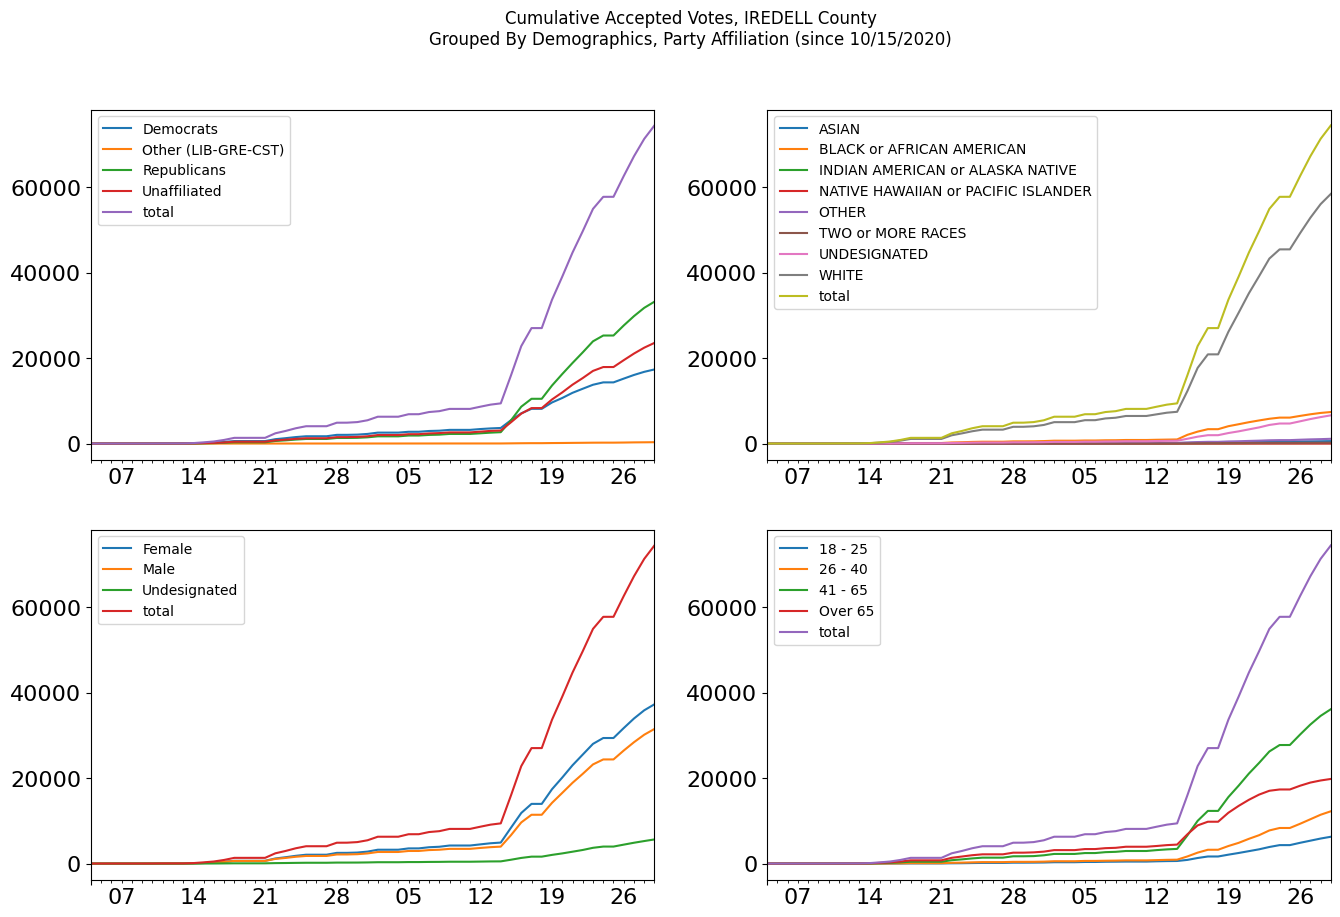 Cumulative Accepted Votes, IREDELL County
Grouped By Demographics, Party Affiliation (since 10/15/2020)
Democrats
Other (LIB-GRE-CST)
Republicans
Unaffiliated
total
60000
40000
20000
0
07 14 21 28 05 12 19 26
ASIAN
BLACK or AFRICAN AMERICAN
INDIAN AMERICAN or ALASKA NATIVE
NATIVE HAWAIIAN or PACIFIC ISLANDER
OTHER
TWO or MORE RACES
UNDESIGNATED
WHITE
total
60000
40000
20000
0
07 14 21 28 05 12 19 26
Female
Male
Undesignated
total
60000
40000
20000
0
07 14 21 28 05 12 19 26
18 - 25
26 - 40
41 - 65
Over 65
total
60000
40000
20000
0
07 14 21 28 05 12 19 26